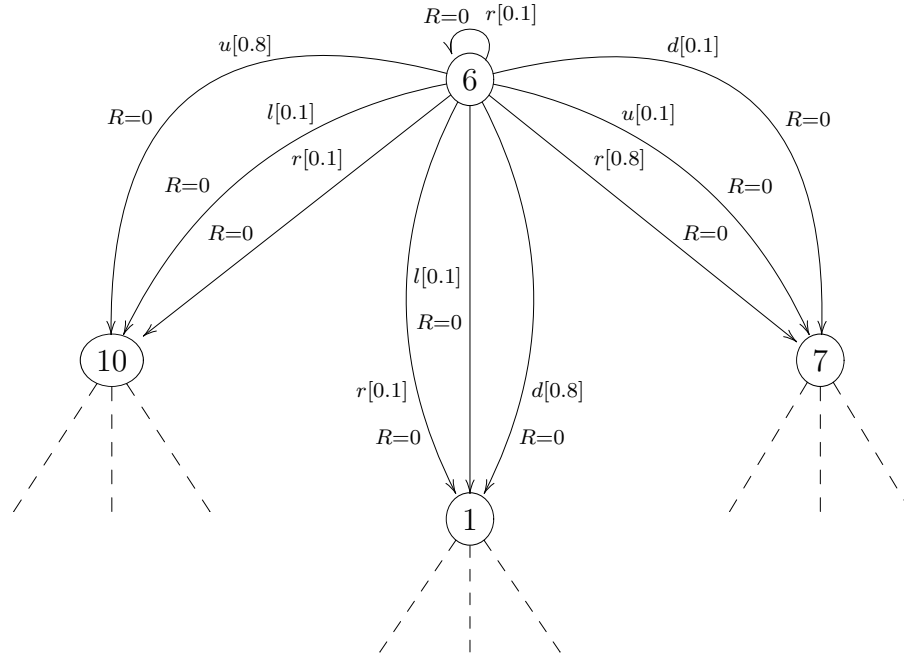 R=0 r[0.1]
6
u[0.8]
R=0
l[0.1]
R=0
r[0.1]
R=0
l[0.1]
R=0
r[0.1]
R=0
d[0.8]
R=0
r[0.8]
R=0
u[0.1]
R=0
d[0.1]
R=0
10
1
7